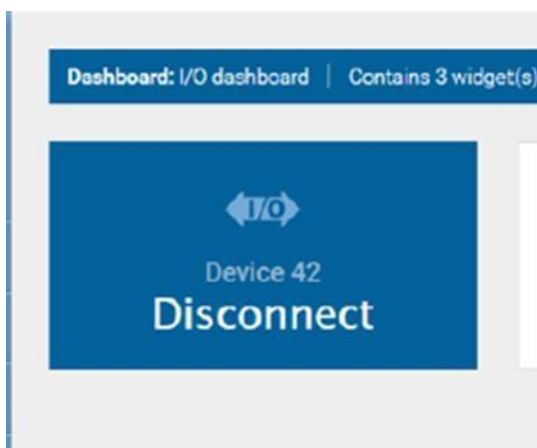 Dashboard: I/O dashboard | Contains 3 widget(s)
I/O
Device 42
Disconnect